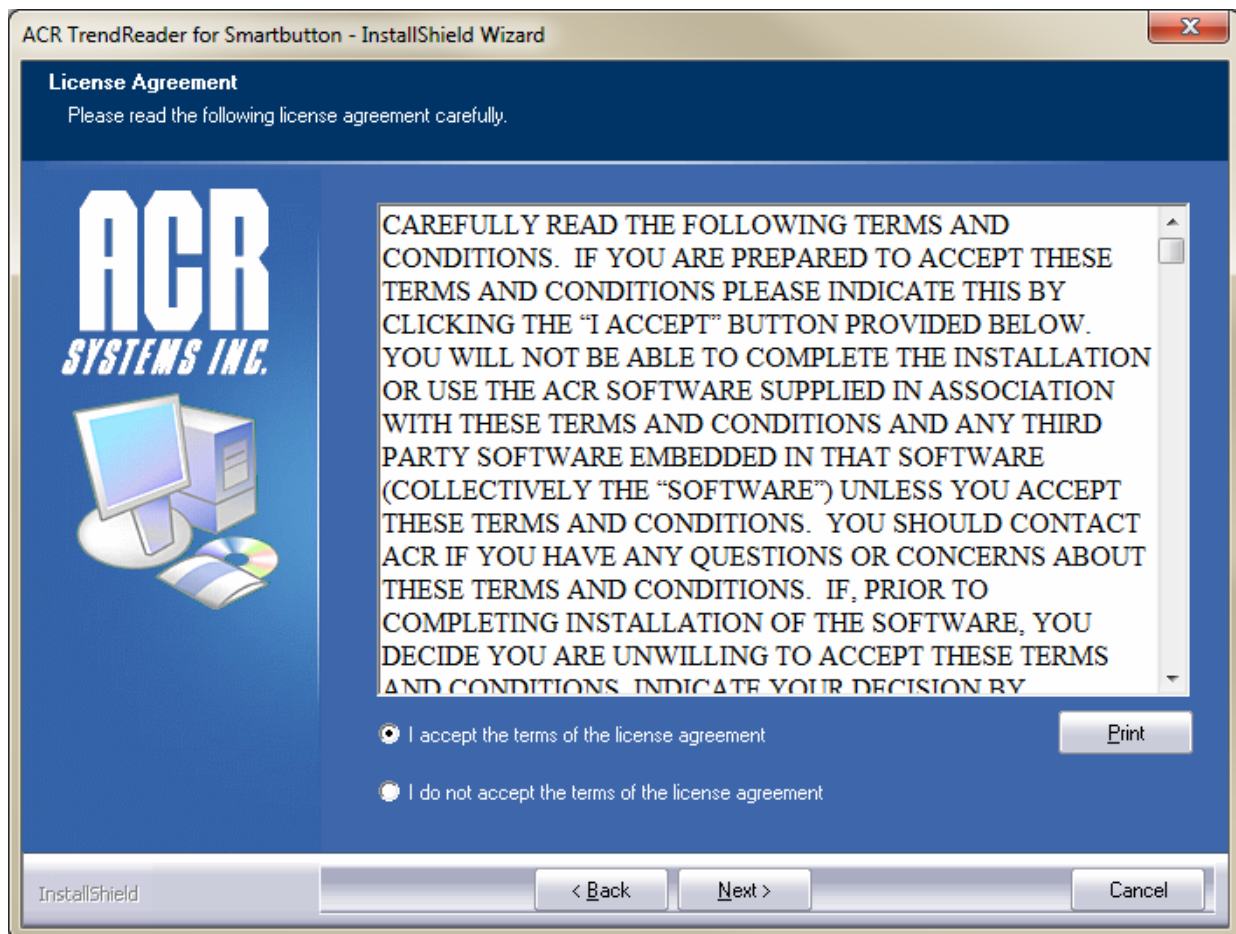 ACR TrendReader for Smartbutton - InstallShield Wizard
License Agreement
Please read the following license agreement carefully.
ACR
SYSTEMS INC.
CAREFULLY READ THE FOLLOWING TERMS AND
CONDITIONS.  IF YOU ARE PREPARED TO ACCEPT THESE
TERMS AND CONDITIONS PLEASE INDICATE THIS BY
CLICKING THE “I ACCEPT” BUTTON PROVIDED BELOW.
YOU WILL NOT BE ABLE TO COMPLETE THE INSTALLATION
OR USE THE ACR SOFTWARE SUPPLIED IN ASSOCIATION
WITH THESE TERMS AND CONDITIONS AND ANY THIRD
PARTY SOFTWARE EMBEDDED IN THAT SOFTWARE
(COLLECTIVELY THE “SOFTWARE”) UNLESS YOU ACCEPT
THESE TERMS AND CONDITIONS.  YOU SHOULD CONTACT
ACR IF YOU HAVE ANY QUESTIONS OR CONCERNS ABOUT
THESE TERMS AND CONDITIONS.  IF, PRIOR TO
COMPLETING INSTALLATION OF THE SOFTWARE, YOU
DECIDE YOU ARE UNWILLING TO ACCEPT THESE TERMS
AND CONDITIONS, INDICATE YOUR DECISION BY
I accept the terms of the license agreement
Print
I do not accept the terms of the license agreement
InstallShield
< Back
Next >
Cancel